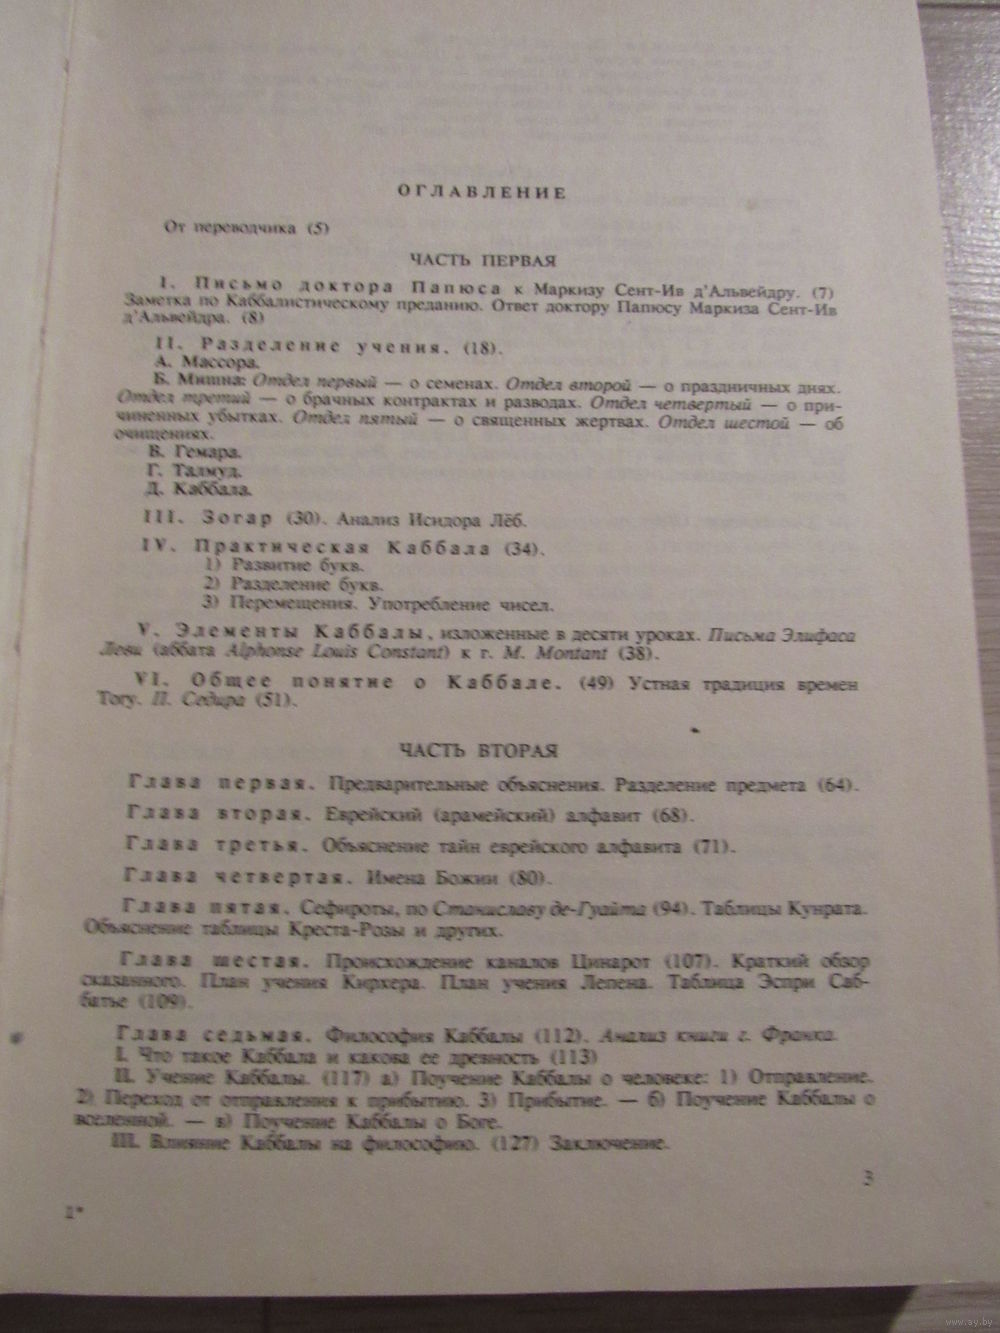 ОГЛАВЛЕНИЕ
От переводчика (5)
ЧАСТЬ ПЕРВАЯ
I. Письмо доктора Папюса к Маркизу Сент-Ив д'Альвейдру. (7)
Заметка по Каббалистическому преданию. Ответ доктору Папюсу Маркиза Сент-Ив
д'Альвейдра. (8)
II. Разделение учения. (18).
А. Массора.
Б. Мишна: Отдел первый — о семенах. Отдел второй — о праздничных днях.
Отдел третий — о брачных контрактах и разводах. Отдел четвертый — о при-
чиненных убытках. Отдел пятый — о священных жертвах. Отдел шестой — об
очищениях.
В. Гемара.
Г. Талмуд.
Д. Каббала.
III. Зогар (30). Анализ Исидора Лёб.
IV. Практическая Каббала (34).
1) Развитие букв.
2) Разделение букв.
3) Перемещения. Употребление чисел.
V. Элементы Каббалы, изложенные в десяти уроках. Письма Элифаса
Леви (аббата Alphonse Louis Constant) к г. M. Montant (38).
VI. Общее понятие о Каббале. (49) Устная традиция времен
Тогу. П. Седира (51).
ЧАСТЬ ВТОРАЯ
Глава первая. Предварительные объяснения. Разделение предмета (64).
Глава вторая. Еврейский (арамейский) алфавит (68).
Глава третья. Объяснение тайн еврейского алфавита (71).
Глава четвертая. Имена Божии (80).
Глава пятая. Сефироты, по Станиславу де-Гуайта (94). Таблицы Кунрата.
Объяснение таблицы Креста-Розы и других.
Глава шестая. Происхождение каналов Цинарот (107). Краткий обзор
сказанного. План учения Кирхера. План учения Лепена. Таблица Эспри Саб-
батье (109).
Глава седьмая. Философия Каббалы (112). Анализ книги г. Франка.
I. Что такое Каббала и какова ее древность (113)
II. Учение Каббалы. (117) а) Поучение Каббалы о человеке: 1) Отправление.
2) Переход от отправления к прибытию. 3) Прибытие. — б) Поучение Каббалы о
вселенной. — в) Поучение Каббалы о Боге.
III. Влияние Каббалы на философию. (127) Заключение.
3
1*
www.ay.by